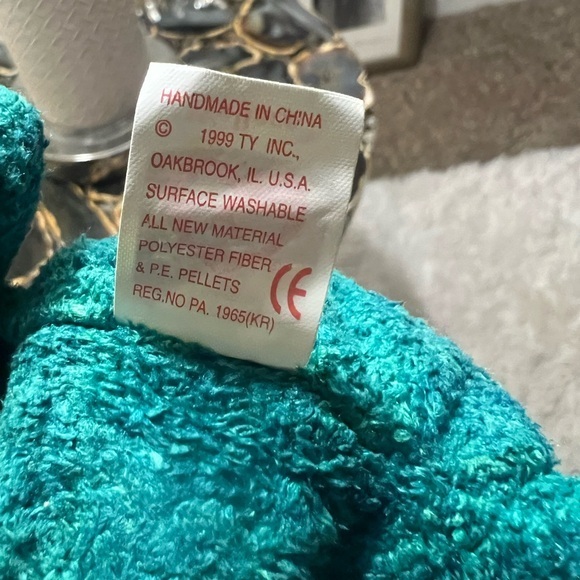 HANDMADE IN CHINA
© 1999 TY INC.,
OAKBROOK, IL. U.S.A.
SURFACE WASHABLE
ALL NEW MATERIAL
POLYESTER FIBER
& P.E. PELLETS CE
REG.NO PA. 1965(KR)